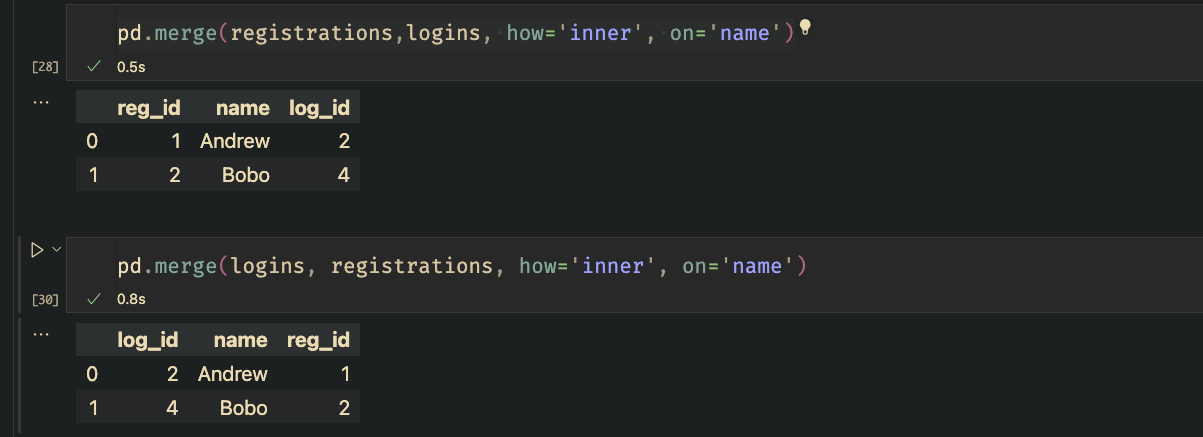 pd.merge(registrations,logins, how='inner', on='name')
[28] 0.5s
...
reg_id name log_id
0 1 Andrew 2
1 2 Bobo 4
pd.merge(logins, registrations, how='inner', on='name')
[30] 0.8s
...
log_id name reg_id
0 2 Andrew 1
1 4 Bobo 2